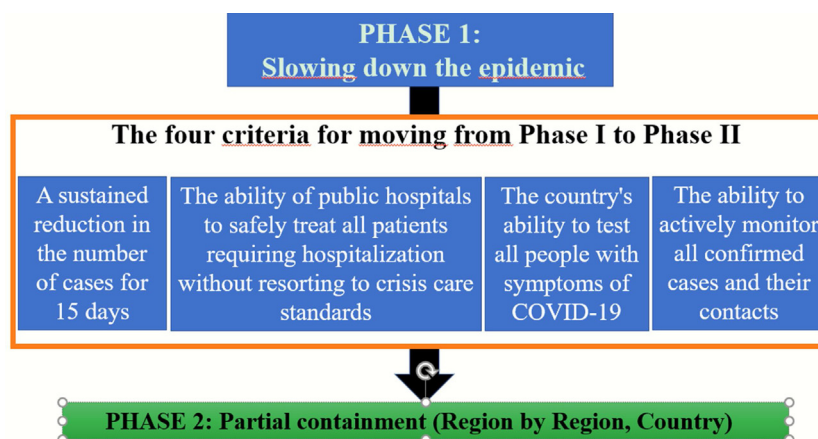 PHASE 1:
Slowing down the epidemic
The four criteria for moving from Phase I to Phase II
A sustained
reduction in
the number
of cases for
15 days
The ability of public hospitals
to safely treat all patients
requiring hospitalization
without resorting to crisis care
standards
The country's
ability to test
all people with
symptoms of
COVID-19
The ability to
actively monitor
all confirmed
cases and their
contacts
PHASE 2: Partial containment (Region by Region, Country)